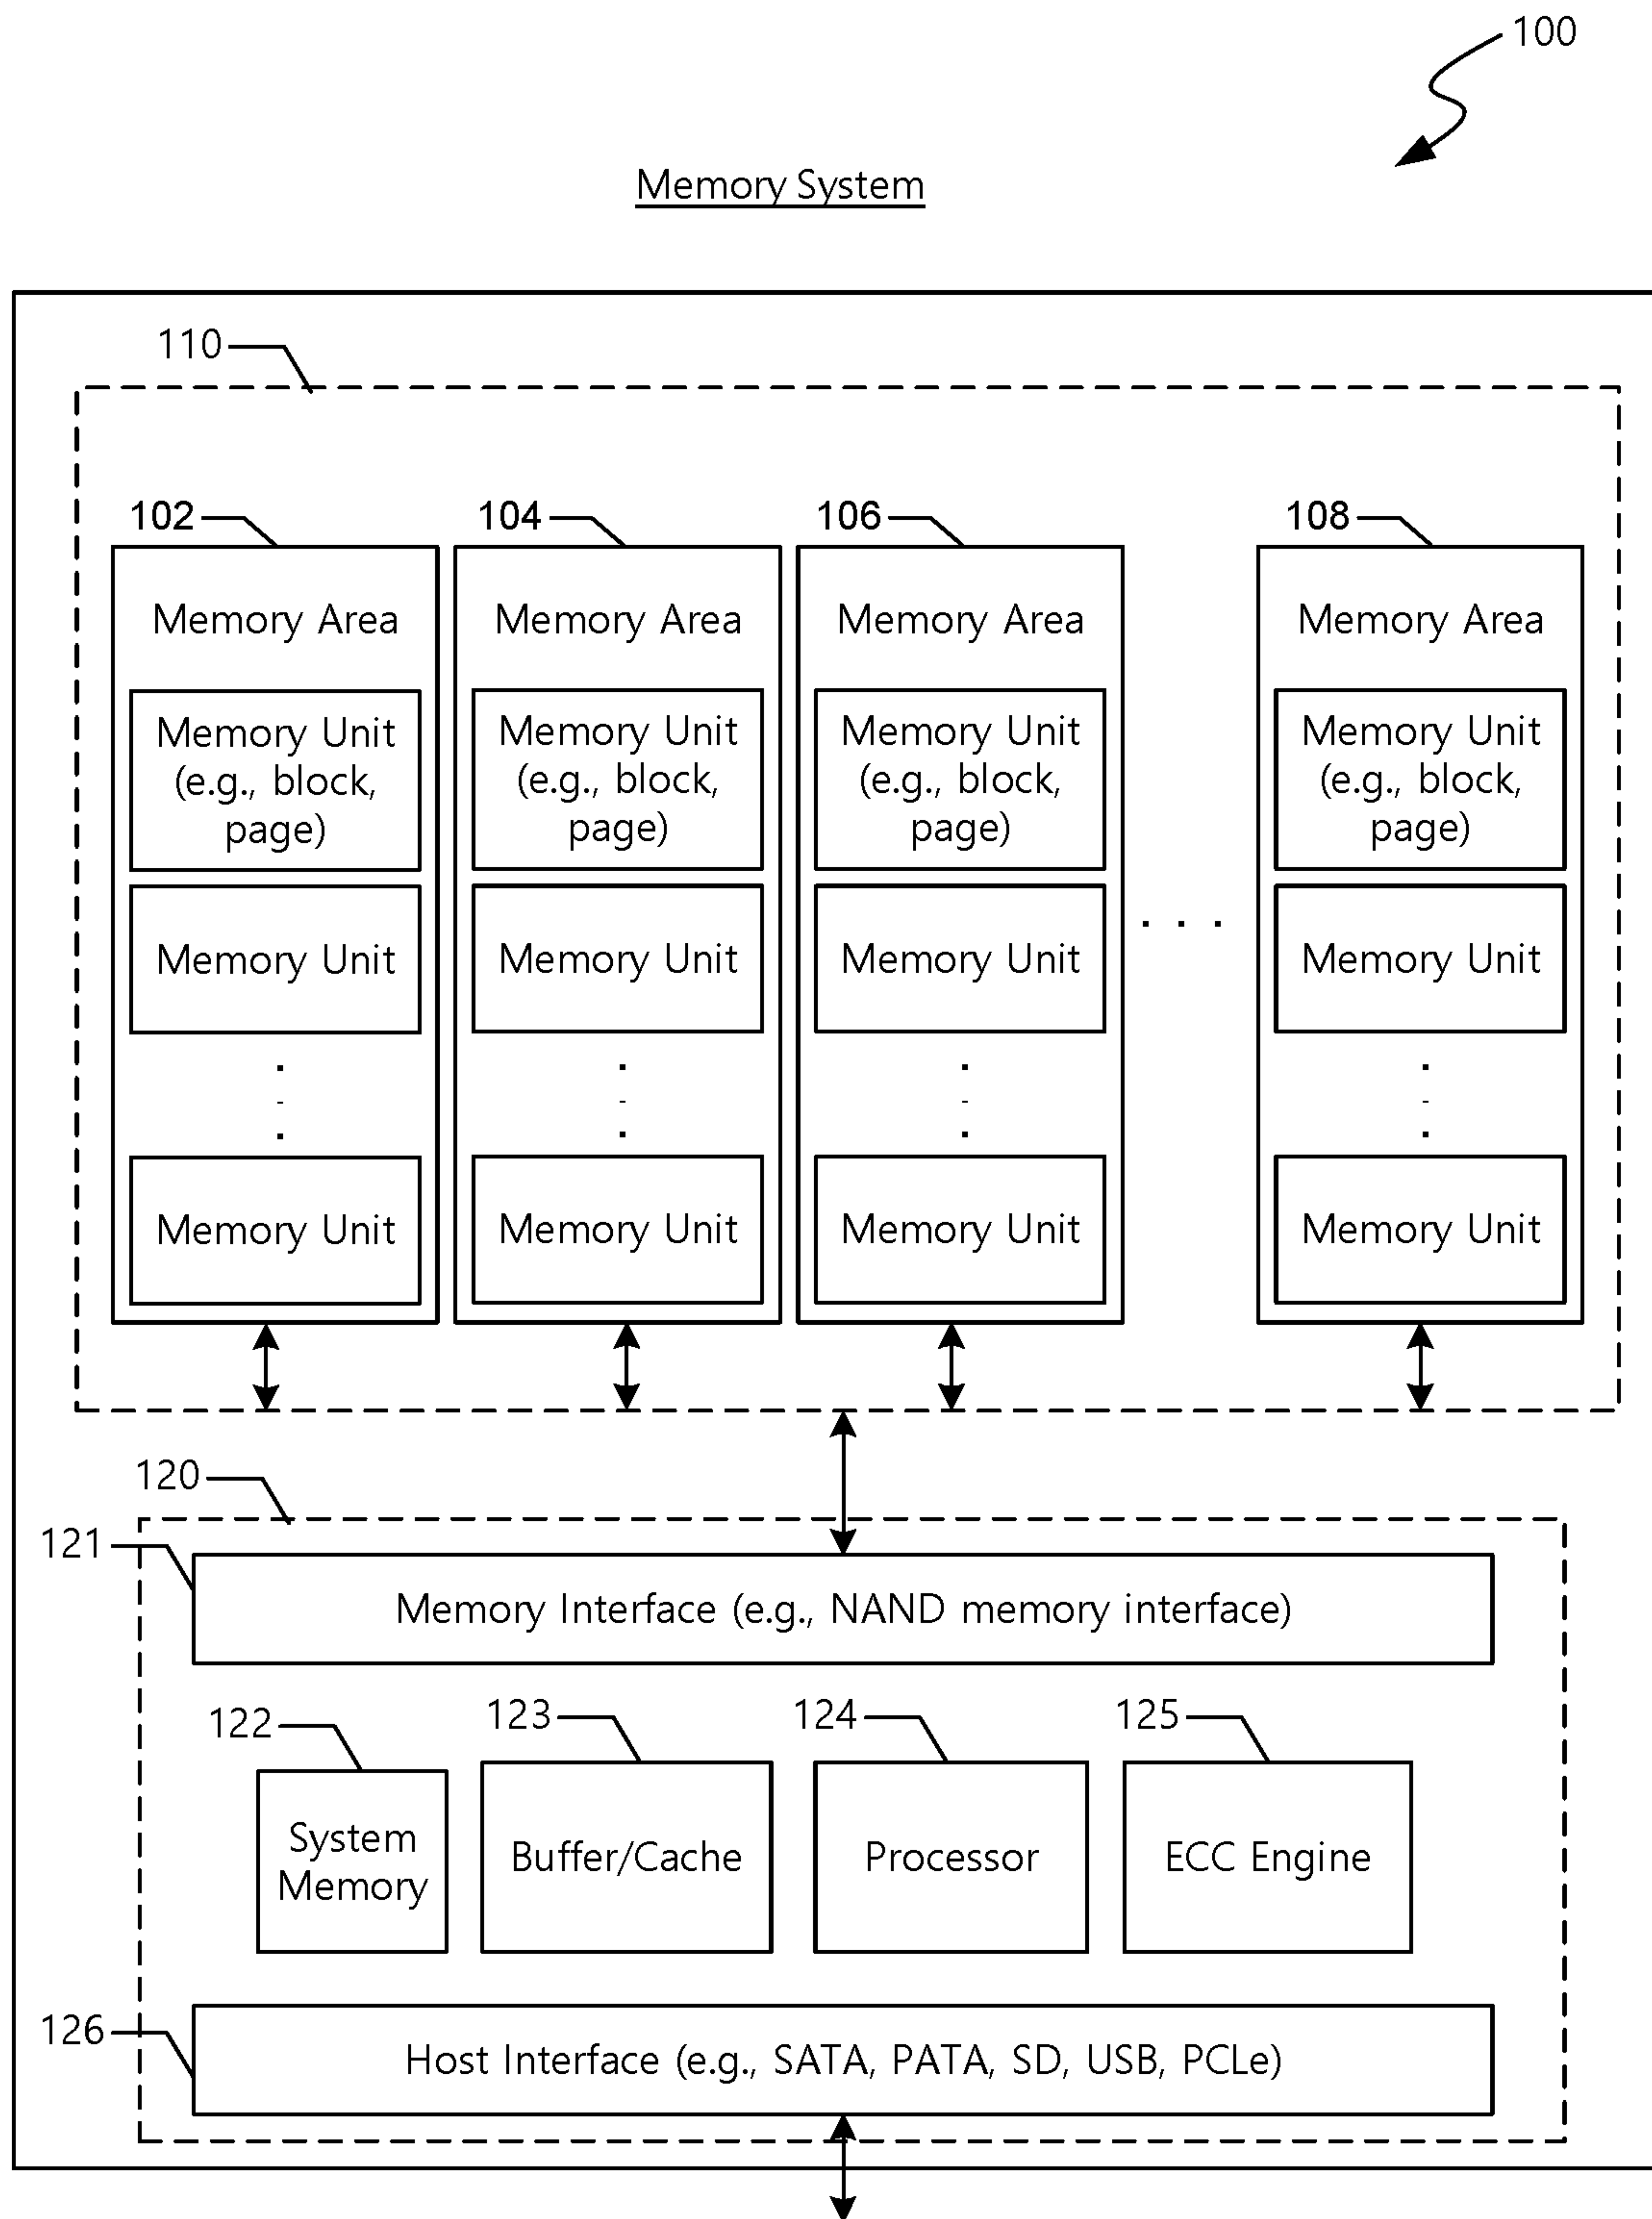 100
Memory System
110
102
104
106
108
Memory Area
Memory Area
Memory Area
Memory Area
Memory Unit
(e.g., block,
page)
Memory Unit
(e.g., block,
page)
Memory Unit
(e.g., block,
page)
Memory Unit
(e.g., block,
page)
Memory Unit
Memory Unit
Memory Unit
. . .
Memory Unit
Memory Unit
Memory Unit
Memory Unit
Memory Unit
120
121
Memory Interface (e.g., NAND memory interface)
122
123
124
125
System
Memory
Buffer/Cache
Processor
ECC Engine
126
Host Interface (e.g., SATA, PATA, SD, USB, PCLe)